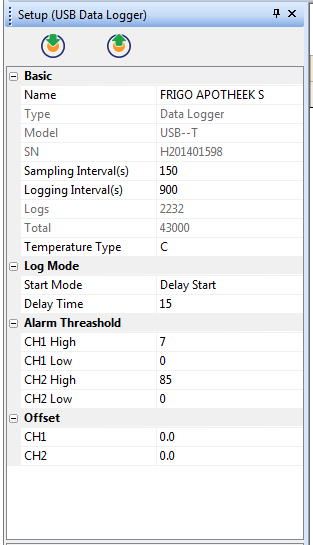 Setup (USB Data Logger)
Basic
Name FRIGO APOTHEEK S
Type Data Logger
Model USB--T
SN H201401598
Sampling Interval(s) 150
Logging Interval(s) 900
Logs 2232
Total 43000
Temperature Type C
Log Mode
Start Mode Delay Start
Delay Time 15
Alarm Threashold
CH1 High 7
CH1 Low 0
CH2 High 85
CH2 Low 0
Offset
CH1 0.0
CH2 0.0